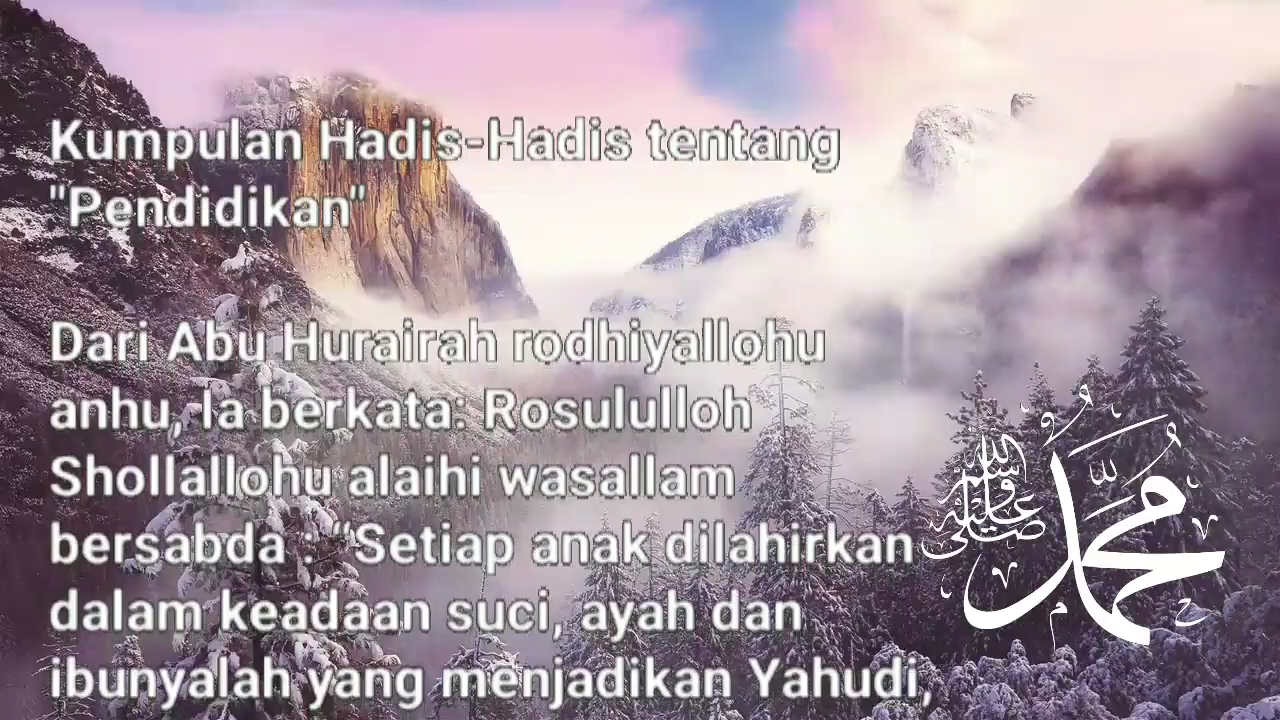 Kumpulan Hadis-Hadis tentang
"Pendidikan"
Dari Abu Hurairah rodhiyallohu
anhu, Ia berkata: Rosululloh
Shollallohu alaihi wasallam
bersabda “Setiap anak dilahirkan
dalam keadaan suci, ayah dan
ibunyalah yang menjadikan Yahudi,
محمد
صلى الله عليه وسلم